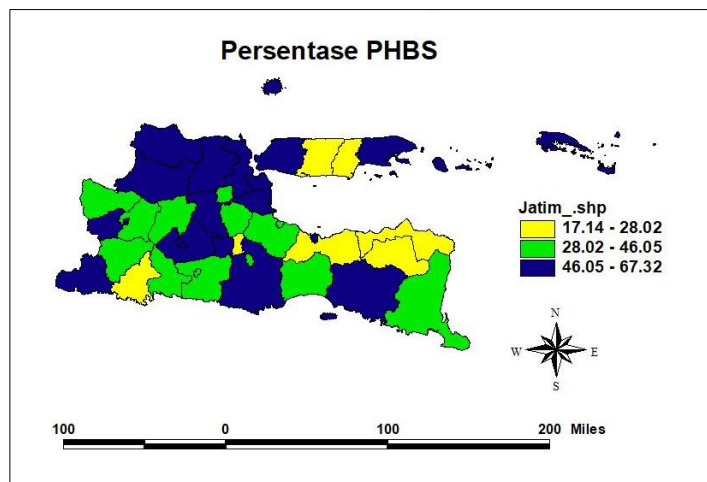 Persentase PHBS
Jatim_.shp
17.14 - 28.02
28.02 - 46.05
46.05 - 67.32
N
W E
S
100 0 100 200 Miles